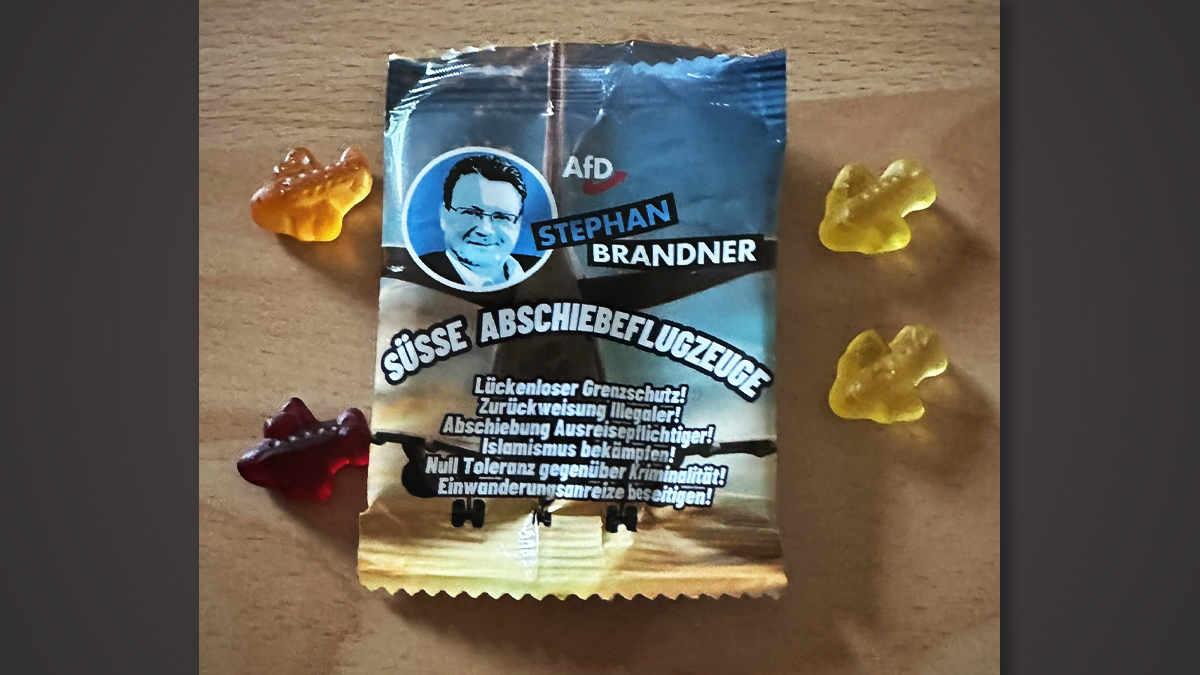 AfD
STEPHAN
BRANDNER
SÜSSE ABSCHIEBEFLUGZEUGE
Lückenloser Grenzschutz!
Zurückweisung Illegaler!
Abschiebung Ausreisepflichtiger!
Islamismus bekämpfen!
Null Toleranz gegenüber Kriminalität!
Einwanderungsanreize beseitigen!